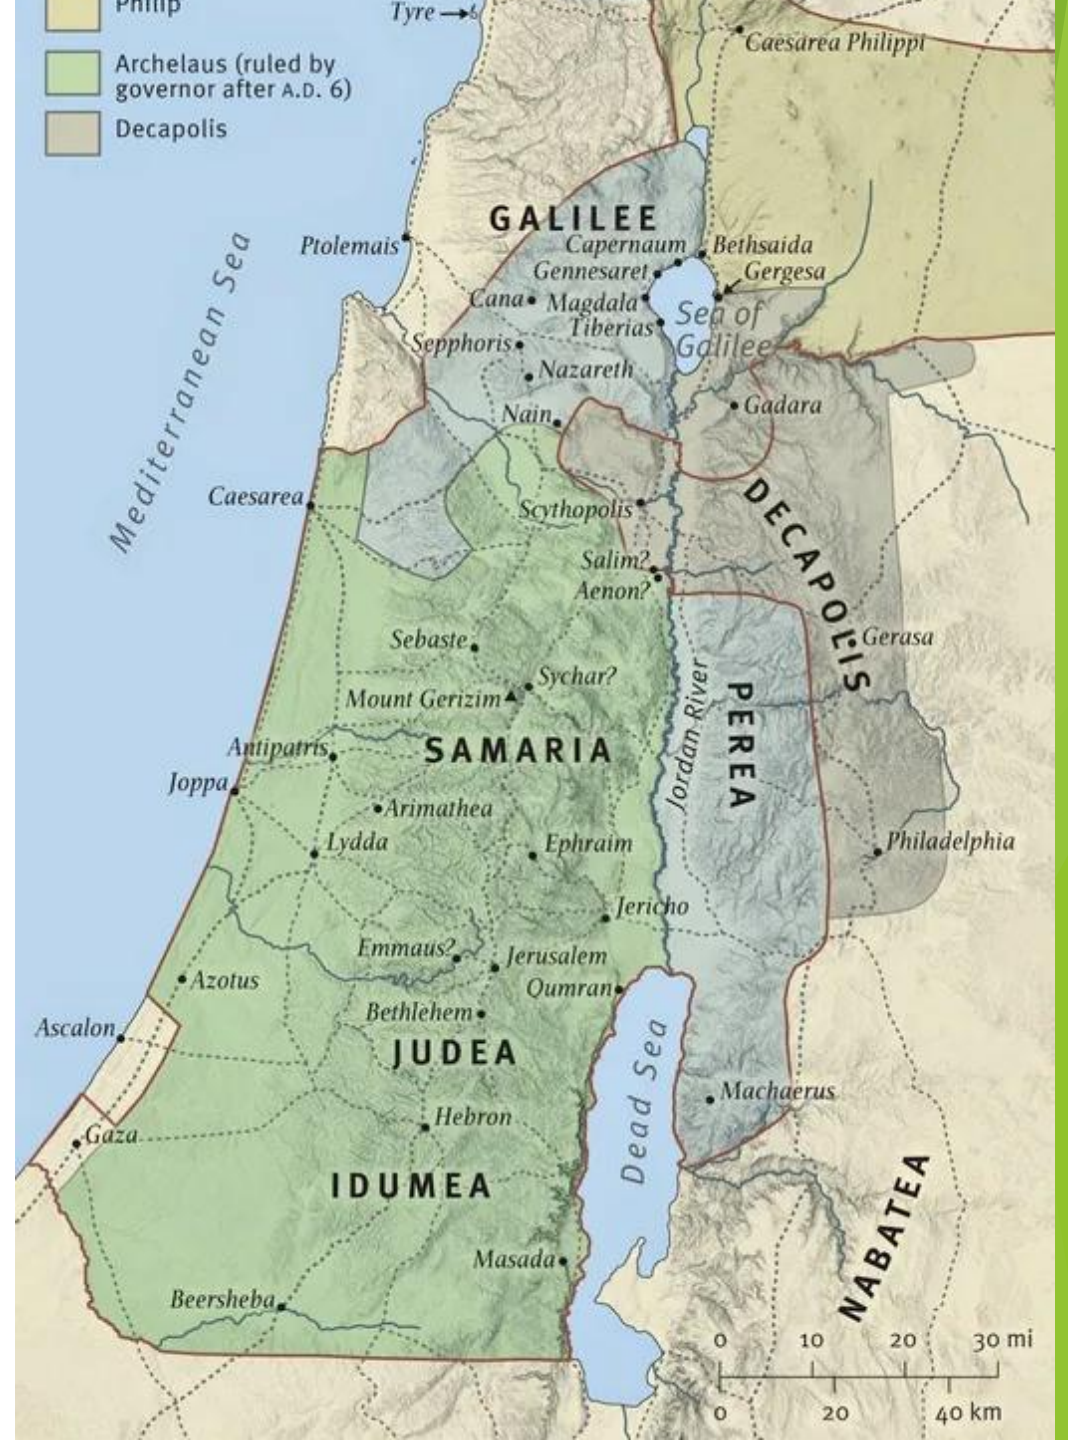 Philip
Tyre
Caesarea Philippi
Archelaus (ruled by
governor after A.D. 6)
Decapolis
GALILEE
Mediterranean Sea
Ptolemais
Capernaum
Bethsaida
Gennesaret
Gergesa
Cana
Magdala
Sea of
Galilee
Tiberias
Sepphoris
Nazareth
Nain
Gadara
Caesarea
Scythopolis
DECAPOLIS
Salim?
Aenon?
Sebaste
Gerasa
Sychar?
Mount Gerizim
Jordan River
PEREA
Antipatris
SAMARIA
Joppa
Arimathea
Lydda
Ephraim
Philadelphia
Jericho
Emmaus?
Jerusalem
Azotus
Qumran
Bethlehem
Ascalon
JUDEA
Dead Sea
Machaerus
Hebron
Gaza
IDUMEA
NABATEA
Masada
Beersheba
0 10 20 30 mi
0 20 40 km